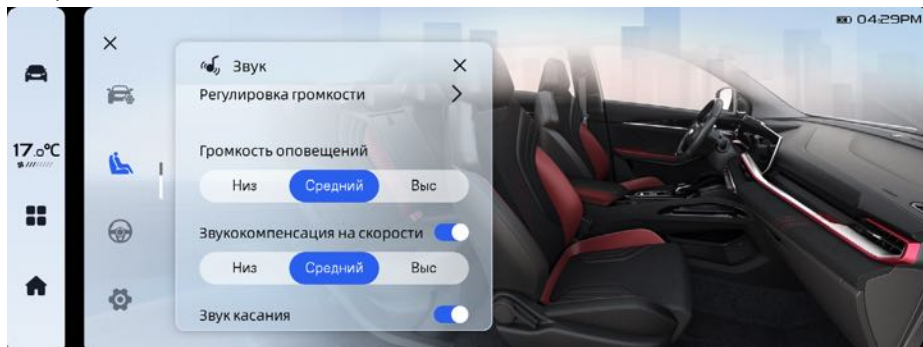 04:29PM
Звук
Регулировка громкости
17.0°C
Громкость оповещений
Низ Средний Выс
Звукокомпенсация на скорости
Низ Средний Выс
Звук касания